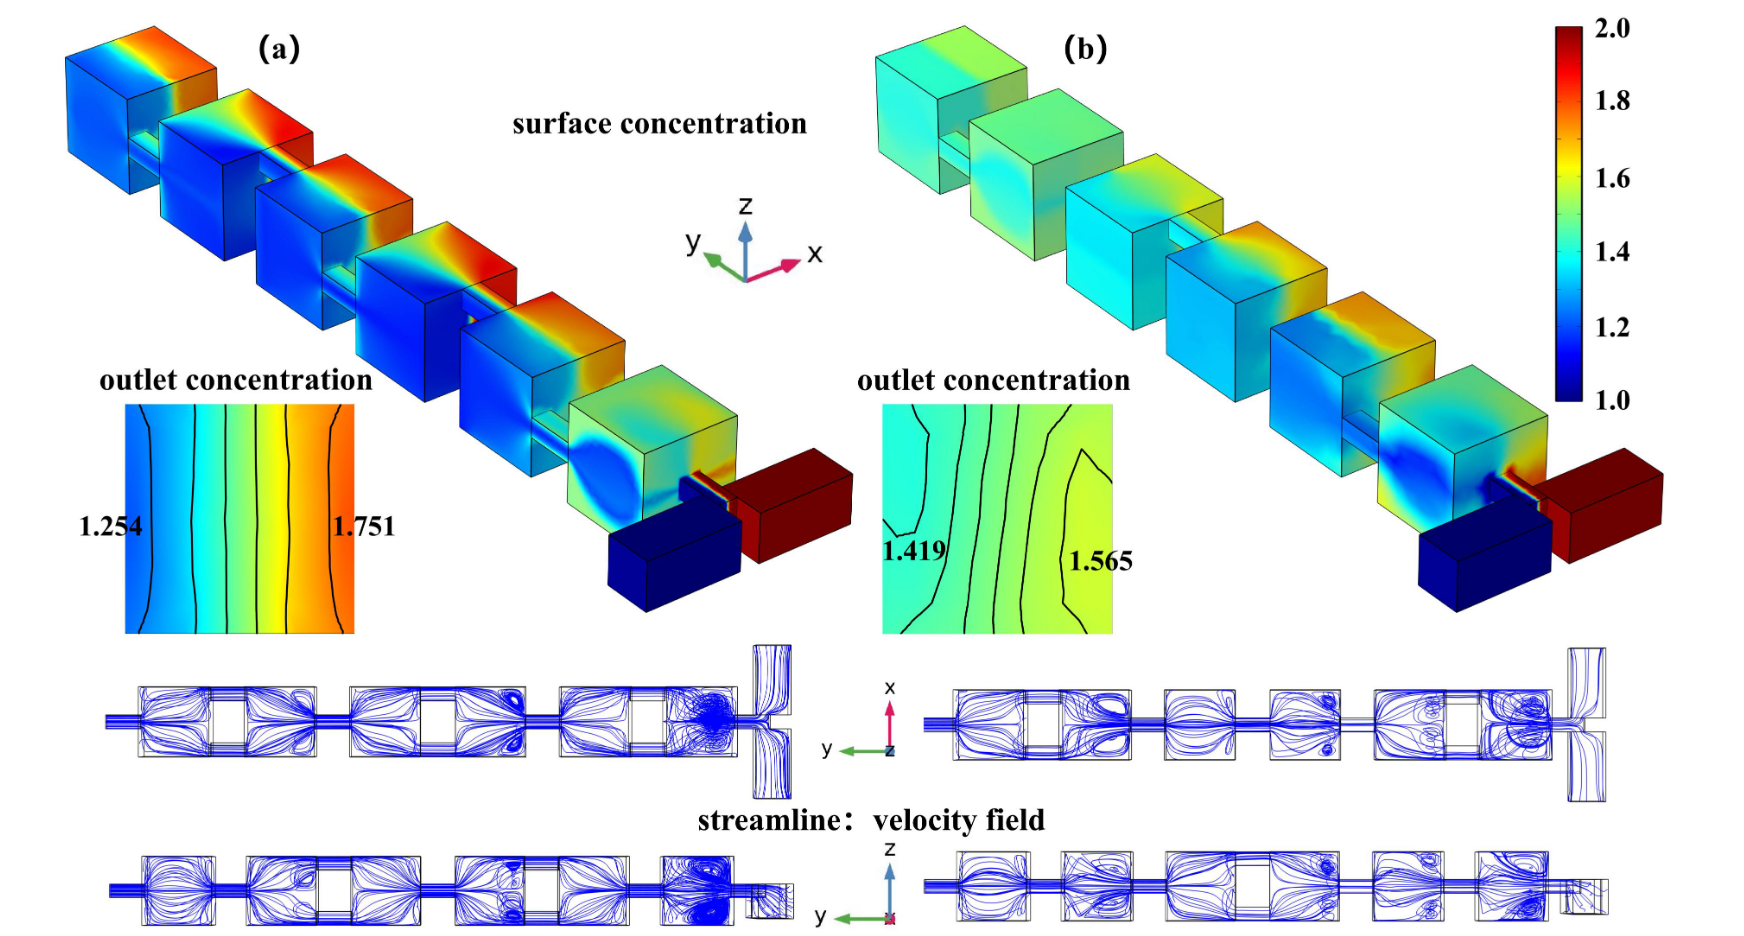 (a)
(b)
2.0
1.8
1.6
1.4
1.2
1.0
surface concentration
z
y
x
outlet concentration
1.254
1.751
outlet concentration
1.419
1.565
x
y
z
streamline: velocity field
z
y
x